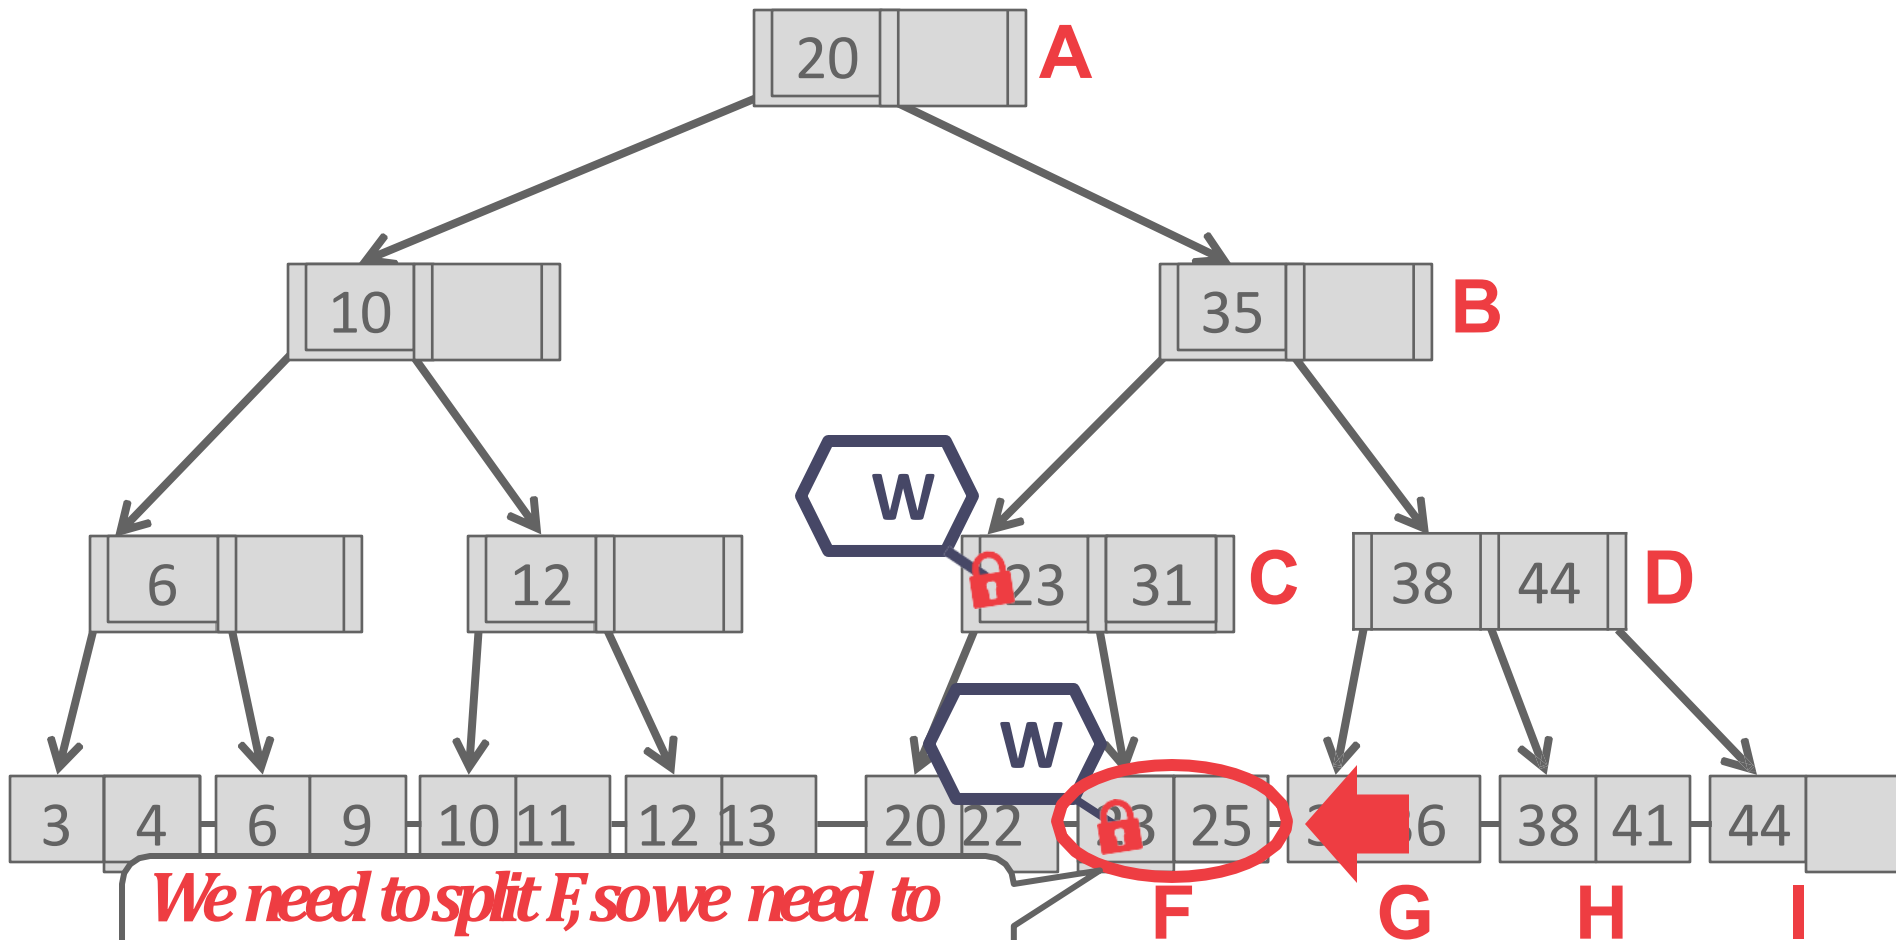 20 A
10 35 B
W
6 12 23 31 C 38 44 D
W
3 4 6 9 10 11 12 13 20 22 25 38 41 44
We need to split F, so we need to
F G H I